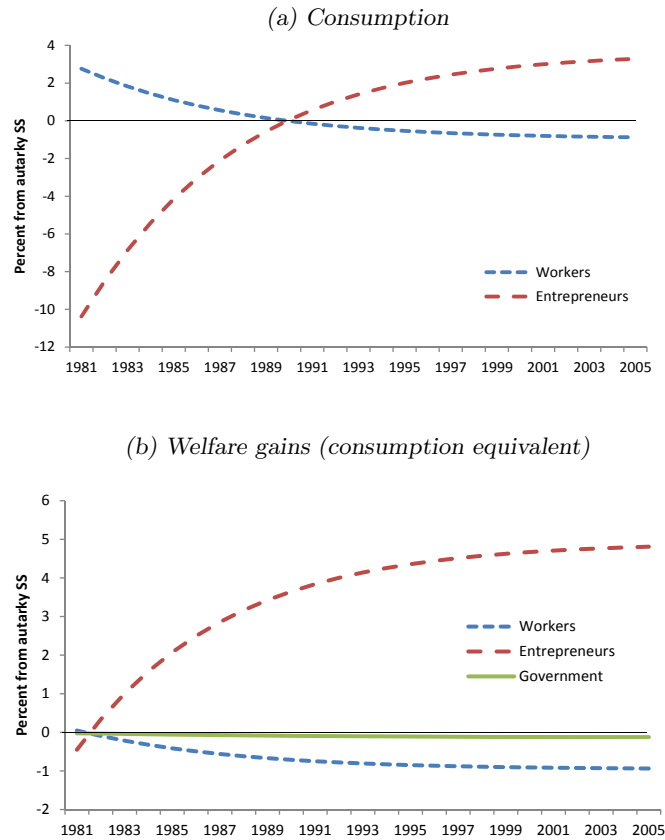 (a) Consumption
4
2
0
-2
-4
-6
-8
-10
-12
Percent from autarky SS
Workers
Entrepreneurs
1981 1983 1985 1987 1989 1991 1993 1995 1997 1999 2001 2003 2005
(b) Welfare gains (consumption equivalent)
6
5
4
3
2
1
0
-1
-2
Percent from autarky SS
Workers
Entrepreneurs
Government
1981 1983 1985 1987 1989 1991 1993 1995 1997 1999 2001 2003 2005